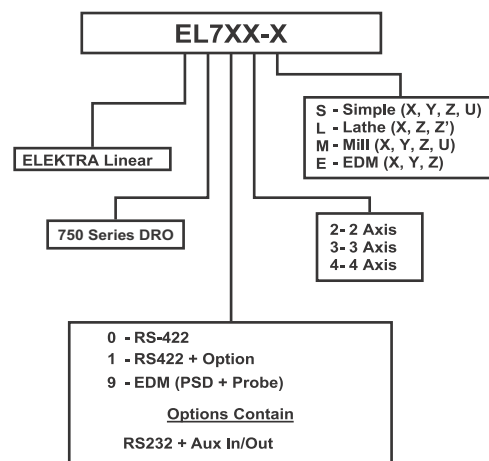 EL7XX-X
S - Simple (X, Y, Z, U)
L - Lathe (X, Z, Z')
M - Mill (X, Y, Z, U)
E - EDM (X, Y, Z)
ELEKTRA Linear
750 Series DRO
2- 2 Axis
3- 3 Axis
4- 4 Axis
0 - RS-422
1 - RS422 + Option
9 - EDM (PSD + Probe)
Options Contain
RS232 + Aux In/Out